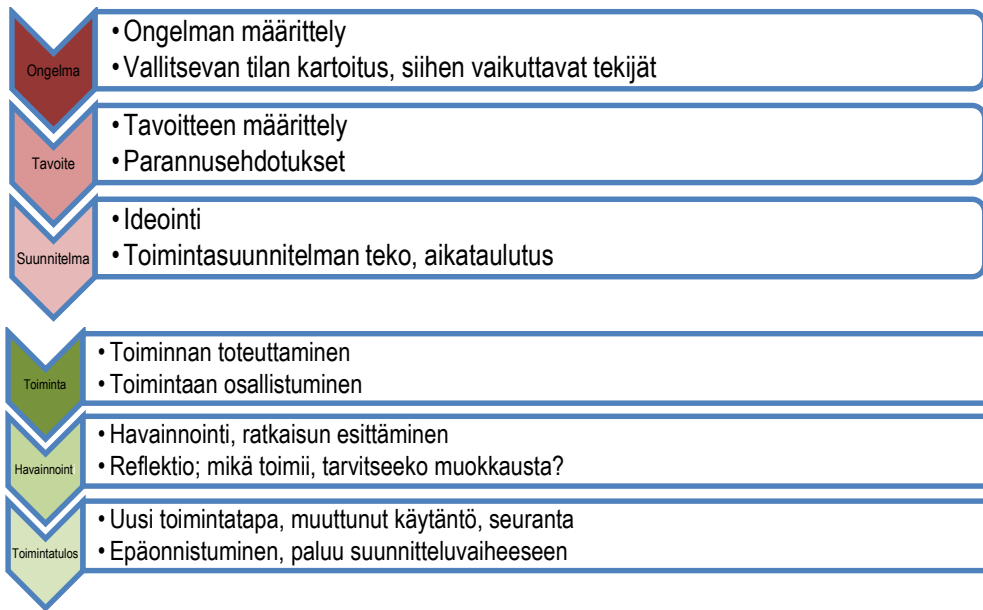 Ongelma
• Ongelman määrittely
• Vallitsevan tilan kartoitus, siihen vaikuttavat tekijät
Tavoite
• Tavoitteen määrittely
• Parannusehdotukset
Suunnitelma
• Ideointi
• Toimintasuunnitelman teko, aikataulutus
Toiminta
• Toiminnan toteuttaminen
• Toimintaan osallistuminen
Havainnointi
• Havainnointi, ratkaisun esittäminen
• Reflektio; mikä toimii, tarvitseeko muokkausta?
Toimintatulos
• Uusi toimintatapa, muuttunut käytäntö, seuranta
• Epäonnistuminen, paluu suunnitteluvaiheeseen